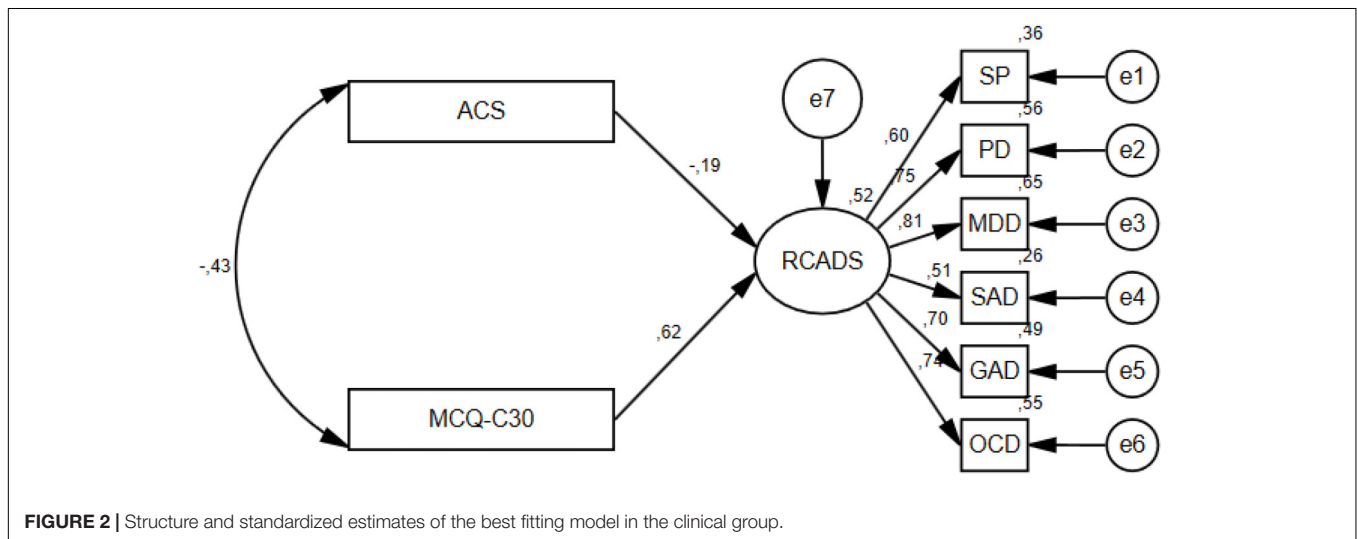 ,36
SP
e1
ACS
e7
,56
,60
PD
e2
-,19
,75
,65
,52
,81
MDD
e3
,26
RCADS
-,43
,51
SAD
e4
,70
,49
,62
,74
GAD
e5
,55
MCQ-C30
OCD
e6
FIGURE 2 | Structure and standardized estimates of the best fitting model in the clinical group.